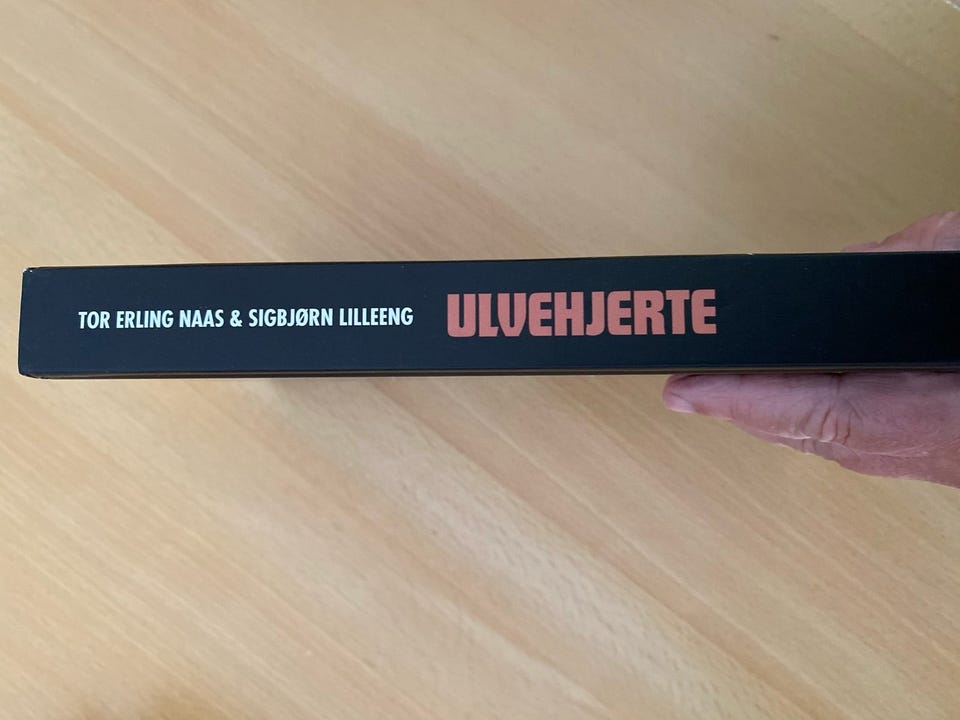 TOR ERLING NAAS & SIGBJØRN LILLEENG ULVEHJERTE